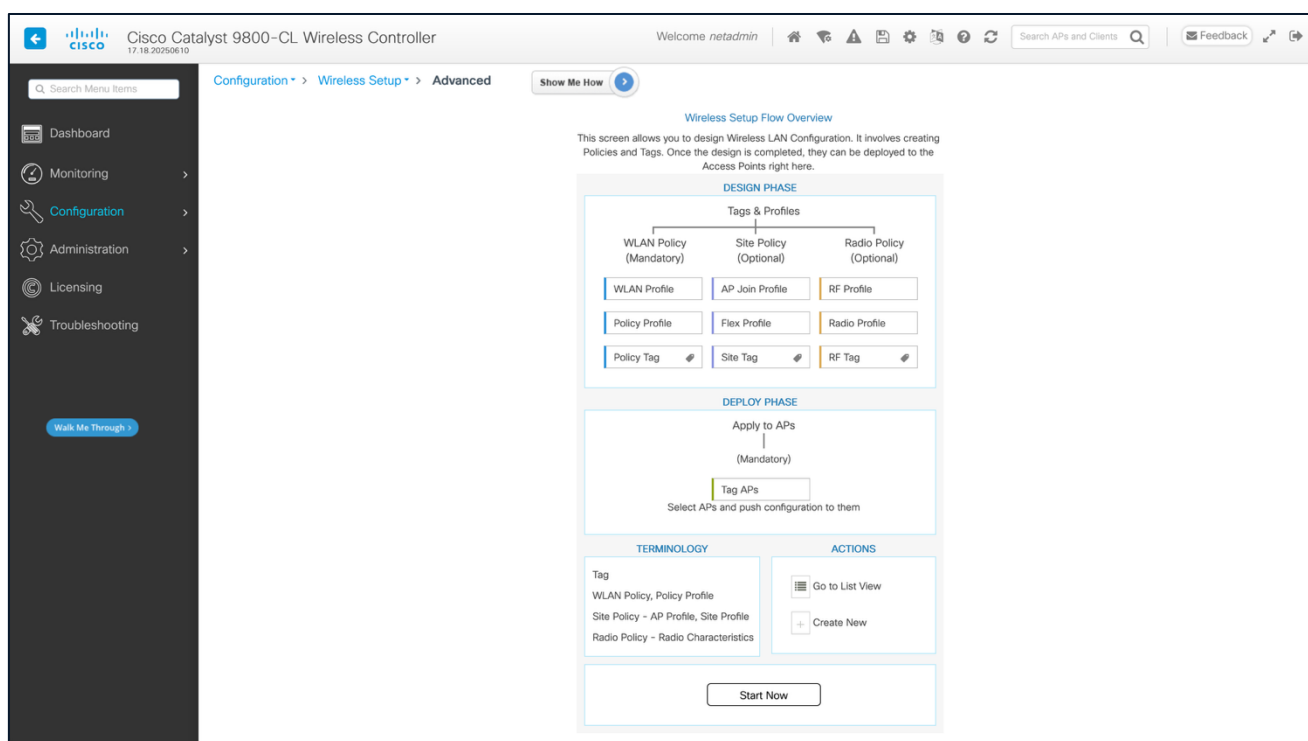 CISCO
Cisco Catalyst 9800-CL Wireless Controller
17.18.20250610
Welcome netadmin
Search APs and Clients
Feedback
Search Menu Items
Dashboard
Monitoring
Configuration
Administration
Licensing
Troubleshooting
Walk Me Through >
Configuration > Wireless Setup > Advanced
Show Me How
Wireless Setup Flow Overview
This screen allows you to design Wireless LAN Configuration. It involves creating
Policies and Tags. Once the design is completed, they can be deployed to the
Access Points right here.
DESIGN PHASE
Tags & Profiles
WLAN Policy
(Mandatory)
Site Policy
(Optional)
Radio Policy
(Optional)
WLAN Profile
AP Join Profile
RF Profile
Policy Profile
Flex Profile
Radio Profile
Policy Tag
Site Tag
RF Tag
DEPLOY PHASE
Apply to APs
(Mandatory)
Tag APs
Select APs and push configuration to them
TERMINOLOGY
Tag
WLAN Policy, Policy Profile
Site Policy - AP Profile, Site Profile
Radio Policy - Radio Characteristics
ACTIONS
Go to List View
Create New
Start Now